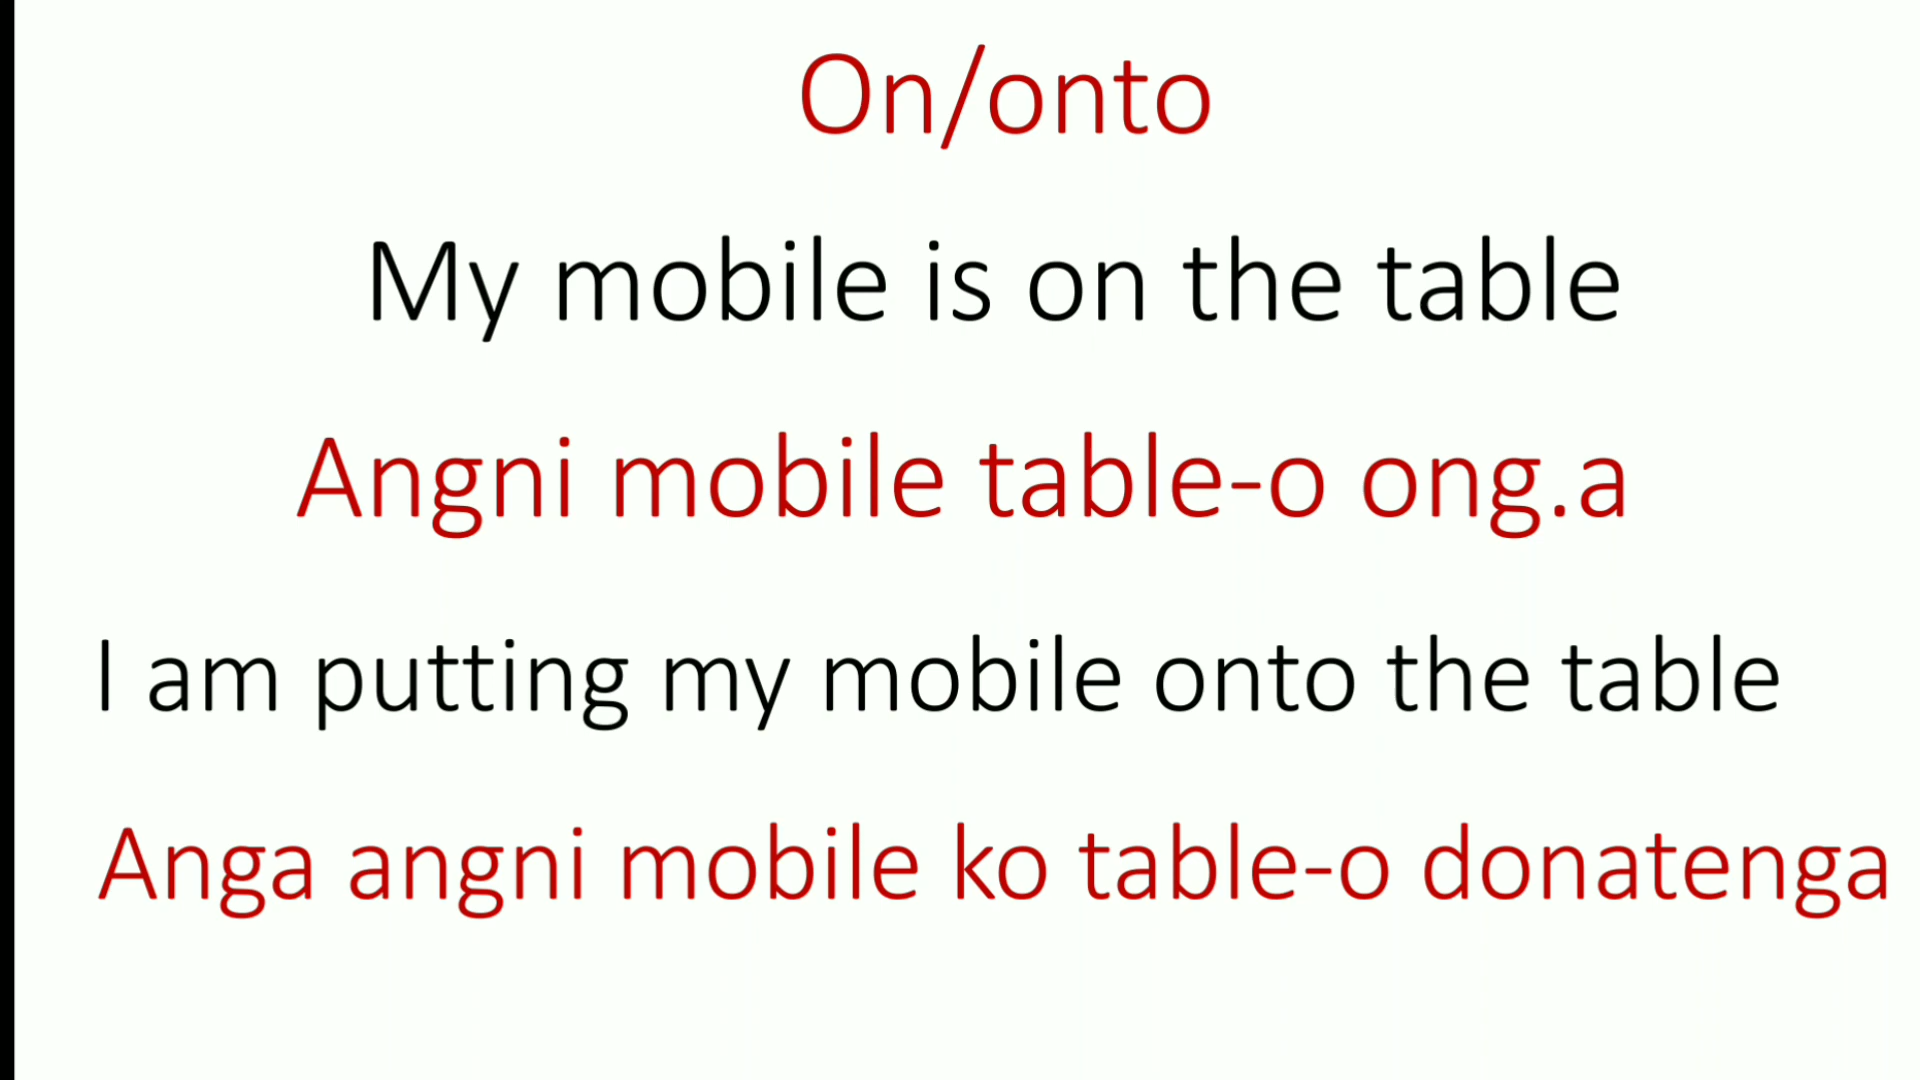 On/onto
My mobile is on the table
Angni mobile table-o ong.a
I am putting my mobile onto the table
Anga angni mobile ko table-o donatenga